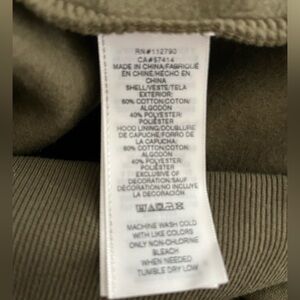 RN#112790
CA#57414
MADE IN CHINA/FABRIQUÉ
EN CHINE/HECHO EN
CHINA
SHELL/VESTE/TELA
EXTERIOR:
60% COTTON/COTON/
ALGODÓN
40% POLYESTER/
POLIÉSTER
HOOD LINING/DOUBLURE
DE CAPUCHE/FORRO DE
LA CAPUCHA:
60% COTTON/COTON/
ALGODÓN
40% POLYESTER/
POLIÉSTER
EXCLUSIVE OF
DECORATION/SAUF
DÉCORATION/NO INCLUYE
LA DECORACIÓN
MACHINE WASH COLD
WITH LIKE COLORS
ONLY NON-CHLORINE
BLEACH
WHEN NEEDED
TUMBLE DRY LOW